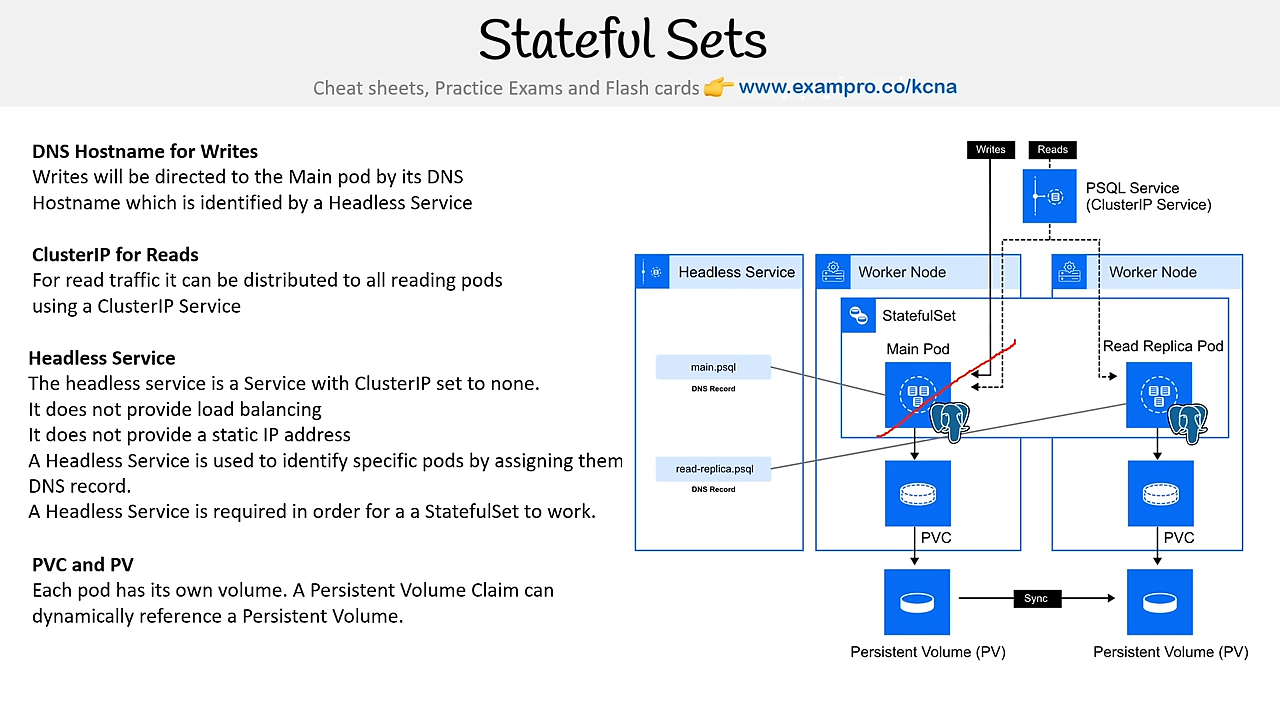 Stateful Sets
Cheat sheets, Practice Exams and Flash cards 👉 www.exampro.co/kcna
DNS Hostname for Writes
Writes will be directed to the Main pod by its DNS
Hostname which is identified by a Headless Service
ClusterIP for Reads
For read traffic it can be distributed to all reading pods
using a ClusterIP Service
Headless Service
The headless service is a Service with ClusterIP set to none.
It does not provide load balancing
It does not provide a static IP address
A Headless Service is used to identify specific pods by assigning them
DNS record.
A Headless Service is required in order for a a StatefulSet to work.
PVC and PV
Each pod has its own volume. A Persistent Volume Claim can
dynamically reference a Persistent Volume.
Writes
Reads
PSQL Service
(ClusterIP Service)
Headless Service
Worker Node
Worker Node
StatefulSet
Main Pod
Read Replica Pod
main.psql
DNS Record
read-replica.psql
DNS Record
PVC
PVC
Sync
Persistent Volume (PV)
Persistent Volume (PV)